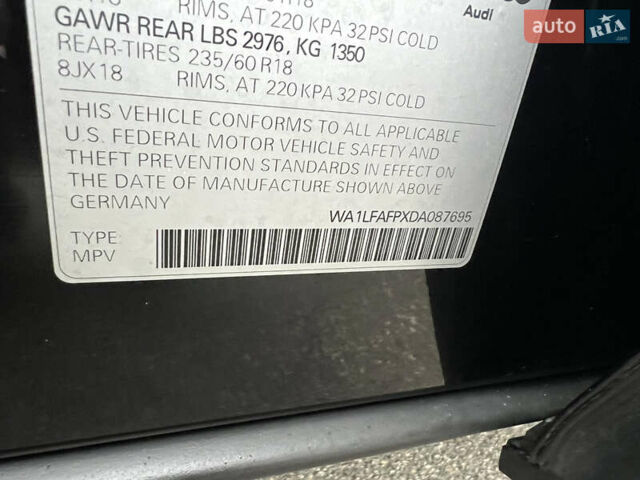 RIMS, AT 220 KPA 32 PSI COLD
Audi
GAWR REAR LBS 2976, KG 1350
REAR-TIRES 235/60 R18
8JX18 RIMS, AT 220 KPA 32 PSI COLD
THIS VEHICLE CONFORMS TO ALL APPLICABLE
U.S. FEDERAL MOTOR VEHICLE SAFETY AND
THEFT PREVENTION STANDARDS IN EFFECT ON
THE DATE OF MANUFACTURE SHOWN ABOVE
GERMANY
WA1LFAFPXDA087695
TYPE:
MPV
auto RIA.com